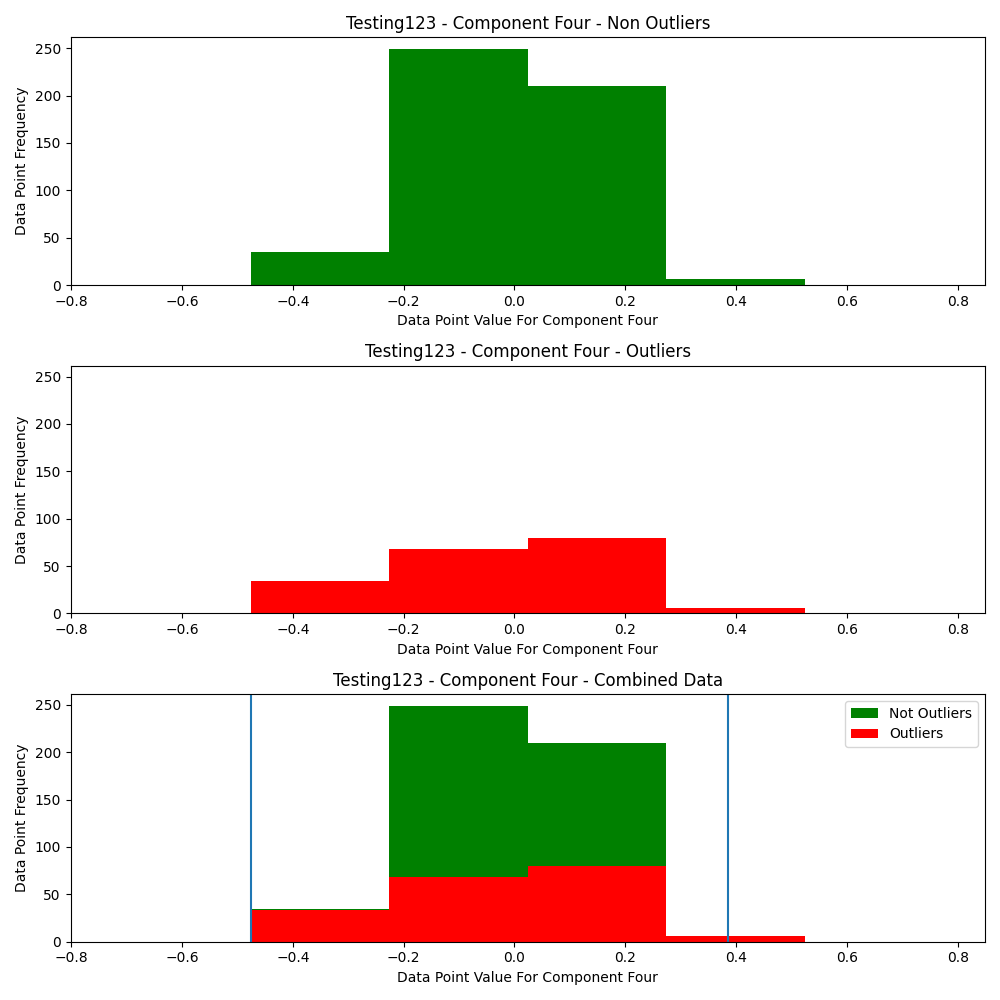 Testing123 - Component Four - Non Outliers
Data Point Frequency
250
200
150
100
50
0
−0.8 −0.6 −0.4 −0.2 0.0 0.2 0.4 0.6 0.8
Data Point Value For Component Four
Testing123 - Component Four - Outliers
Data Point Frequency
250
200
150
100
50
0
−0.8 −0.6 −0.4 −0.2 0.0 0.2 0.4 0.6 0.8
Data Point Value For Component Four
Testing123 - Component Four - Combined Data
Data Point Frequency
250
200
150
100
50
0
Not Outliers
Outliers
−0.8 −0.6 −0.4 −0.2 0.0 0.2 0.4 0.6 0.8
Data Point Value For Component Four